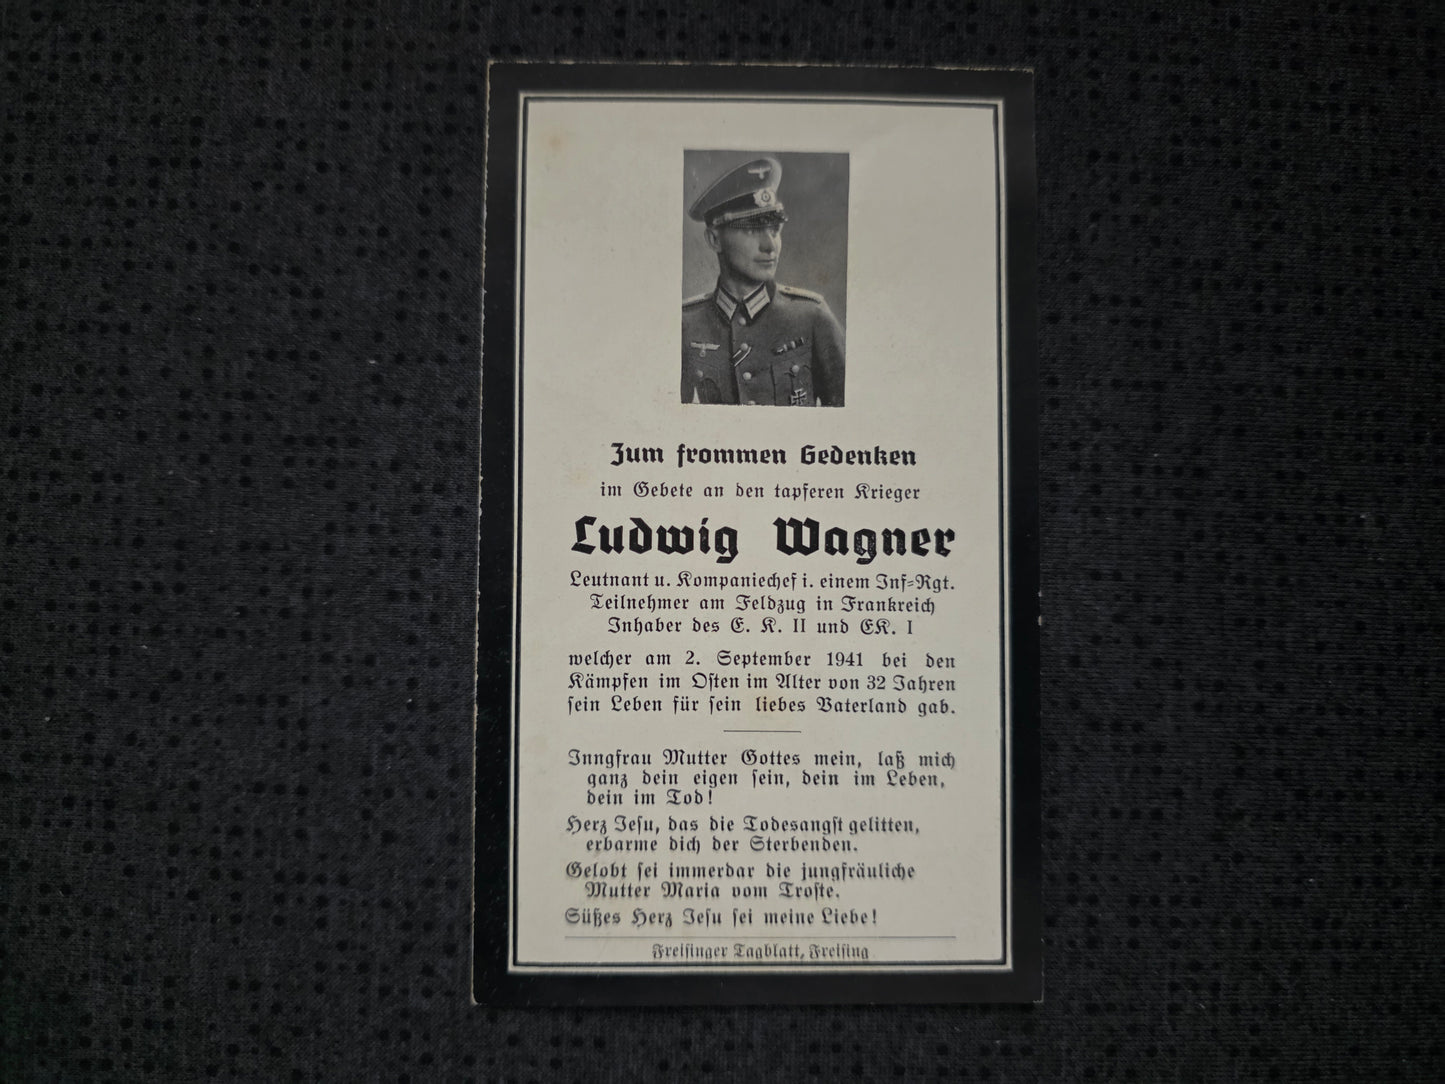 Zum frommen Gedenken
im Gebete an den tapferen Krieger
Ludwig Wagner
Leutnant u. Kompaniechef i. einem Inf=Rgt.
Teilnehmer am Feldzug in Frankreich
Inhaber des E. K. II und EK. I
welcher am 2. September 1941 bei den
Kämpfen im Osten im Alter von 32 Jahren
sein Leben für sein liebes Vaterland gab.
Inngfrau Mutter Gottes mein, laß mich
ganz dein eigen sein, dein im Leben,
dein im Tod!
Herz Jesu, das die Todesangst gelitten,
erbarme dich der Sterbenden.
Gelobt sei immerdar die jungfräuliche
Mutter Maria vom Troste.
Süßes Herz Jesu sei meine Liebe!
Freisinger Tagblatt, Freising